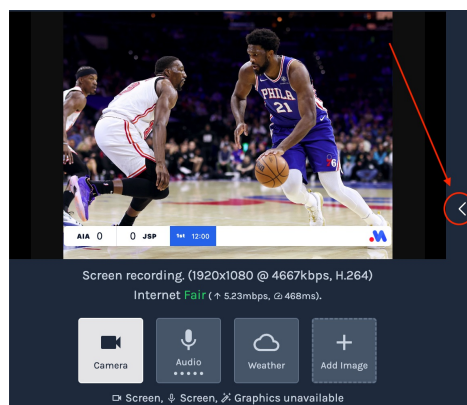 PHILA
21
6
AIA 0 0 JSP 1st 12:00
Screen recording. (1920x1080 @ 4667kbps, H.264)
Internet Fair (↑ 5.23mbps, 468ms).
Camera Audio Weather Add Image
Screen, Screen, Graphics unavailable